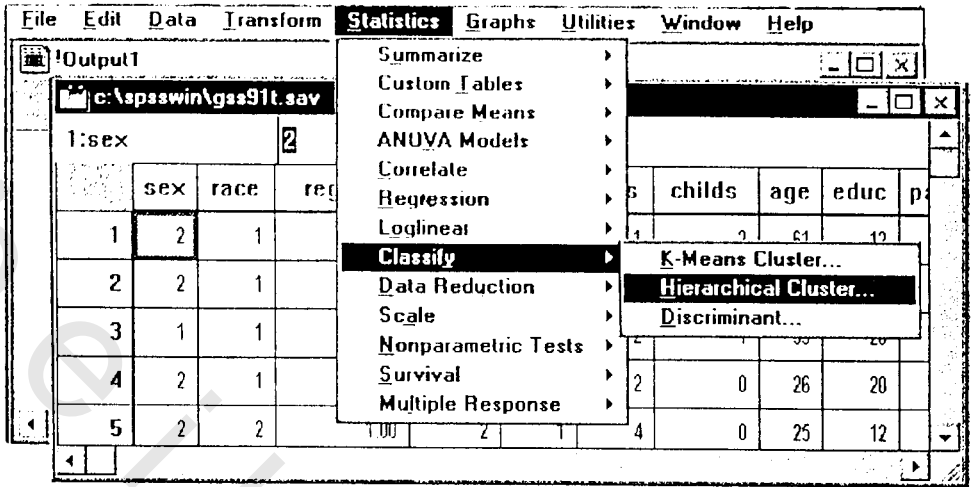 File Edit Data Transform Statistics Graphs Utilities Window Help
!Output1
c:\spsswin\gss91t.sav
1:sex 2
sex race childs age educ
1 2 1 61 12
2 2 1
3 1 1
4 2 1 2 0 26 20
5 2 2 1.00 2 1 4 0 25 12
Summarize
Custom Tables
Compare Means
ANOVA Models
Correlate
Regression
Loglinear
Classify
Data Reduction
Scale
Nonparametric Tests
Survival
Multiple Response
K-Means Cluster...
Hierarchical Cluster...
Discriminant...